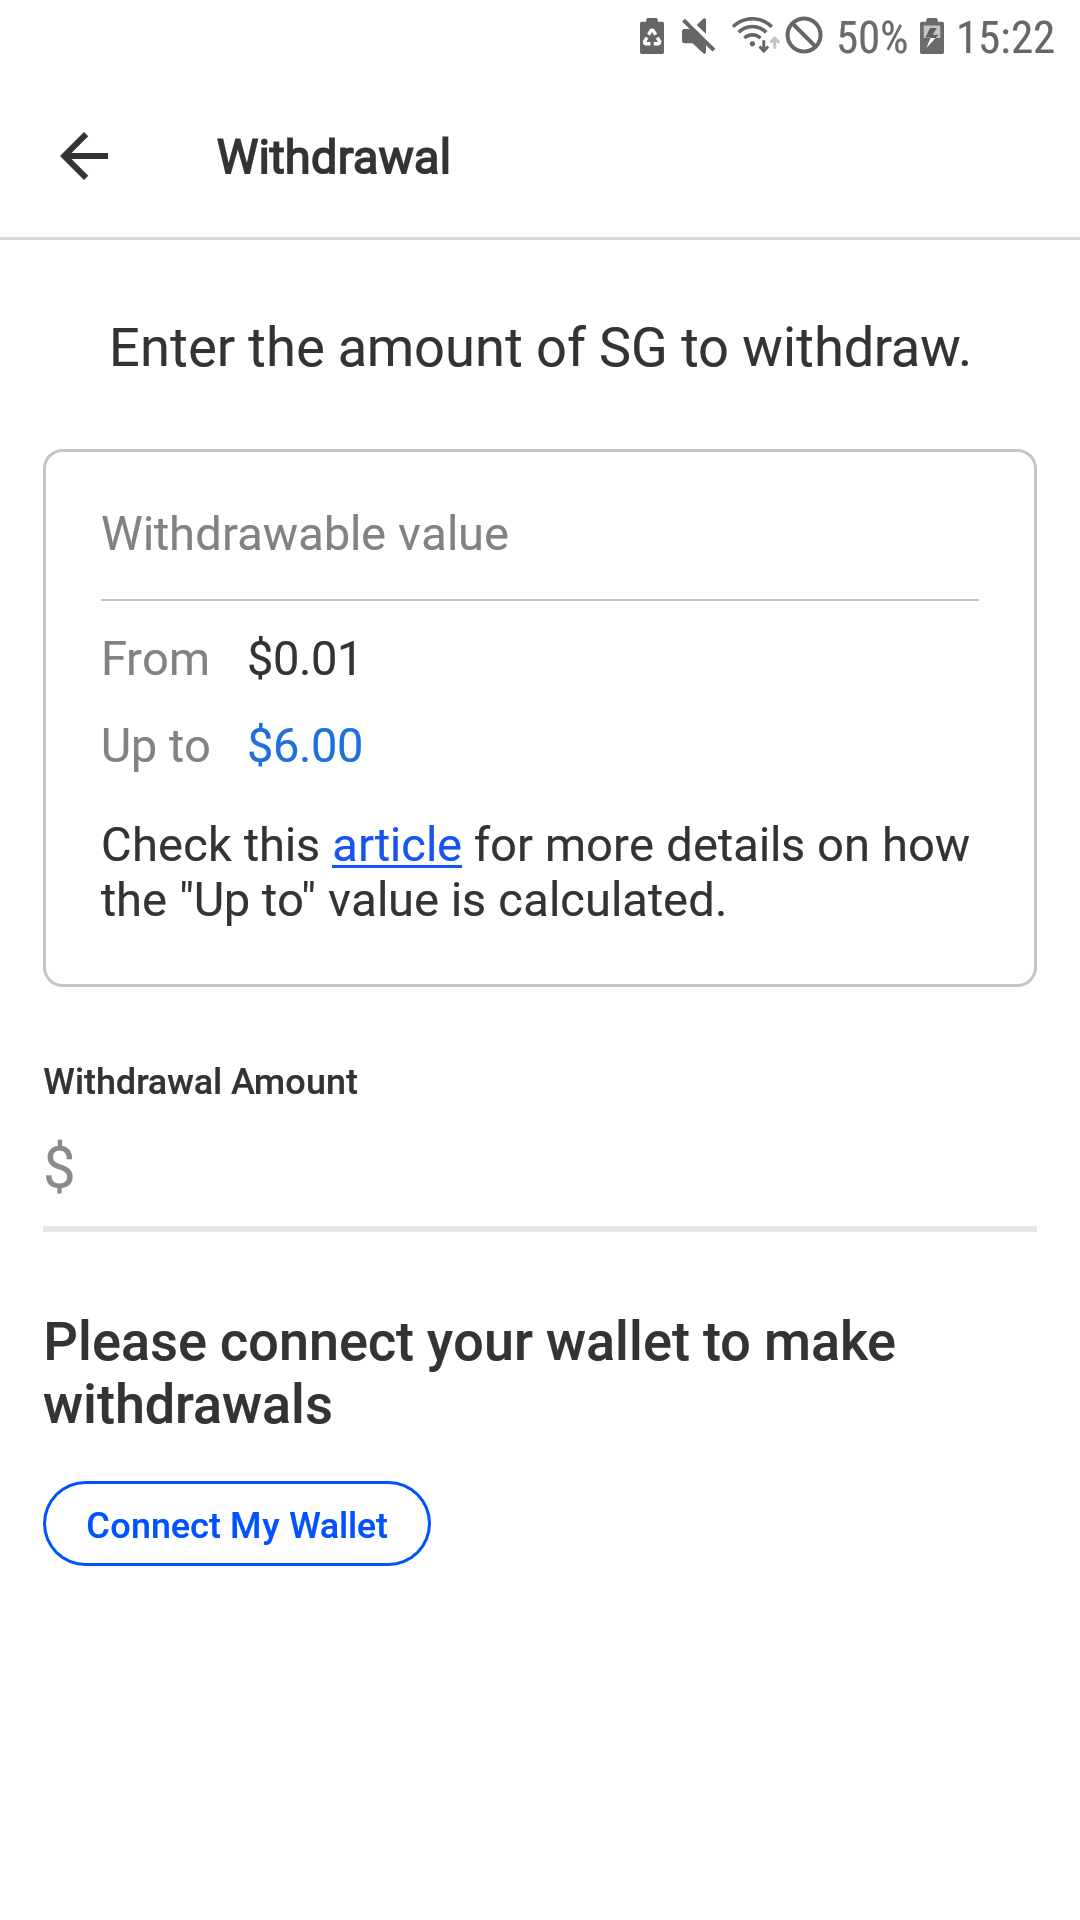 50% 15:22
Withdrawal
Enter the amount of SG to withdraw.
Withdrawable value
From $0.01
Up to $6.00
Check this article for more details on how
the "Up to" value is calculated.
Withdrawal Amount
$
Please connect your wallet to make
withdrawals
Connect My Wallet